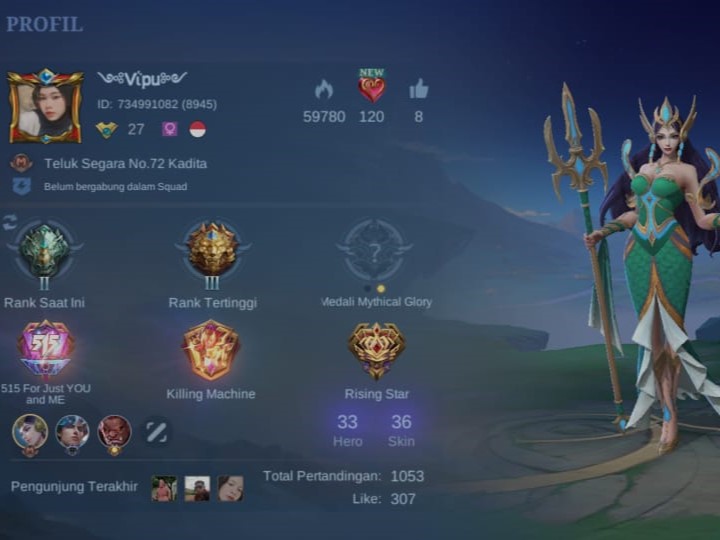 PROFIL
Vipu
ID: 734991082 (8945)
27
NEW
59780 120 8
M
Teluk Segara No.72 Kadita
Belum bergabung dalam Squad
II
III
?
Rank Saat Ini
Rank Tertinggi
Medali Mythical Glory
515
515 For Just YOU
and ME
Killing Machine
Rising Star
33 36
Hero Skin
Pengunjung Terakhir
Total Pertandingan: 1053
Like: 307